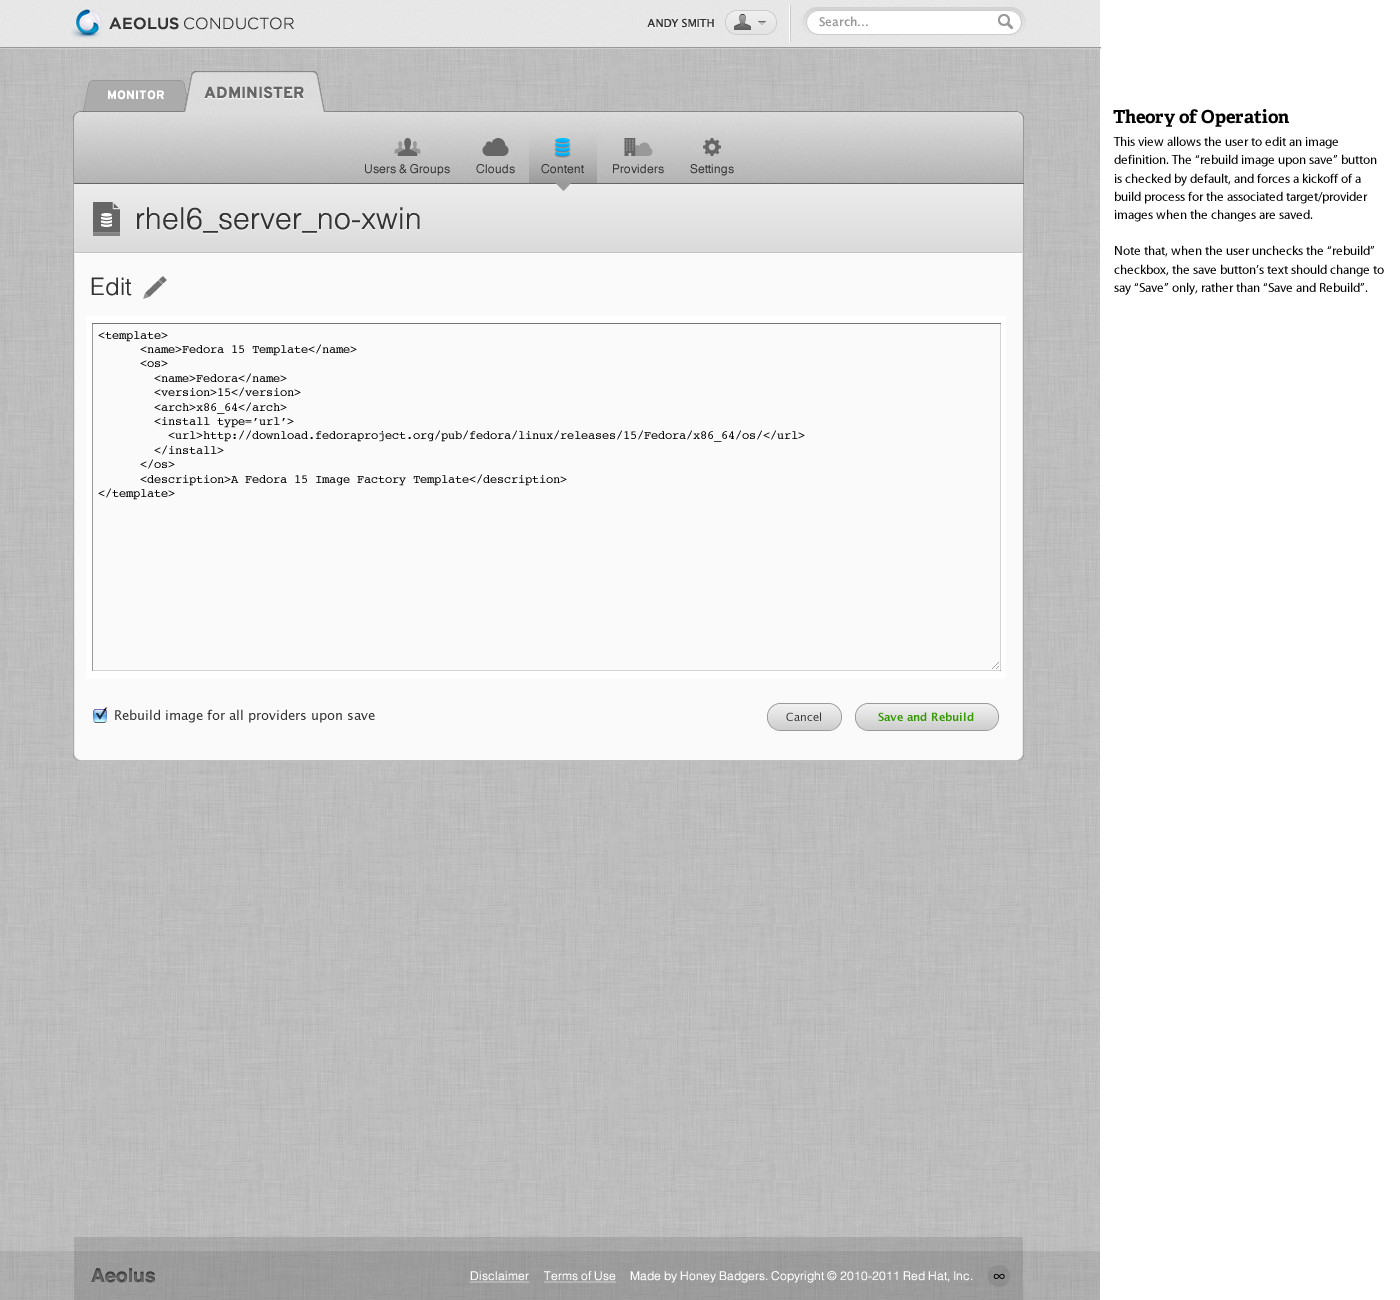 AEOLUS CONDUCTOR
ANDY SMITH
Search...
MONITOR
ADMINISTER
Users & Groups
Clouds
Content
Providers
Settings
rhel6_server_no-xwin
Edit
<template>
      <name>Fedora 15 Template</name>
      <os>
        <name>Fedora</name>
        <version>15</version>
        <arch>x86_64</arch>
        <install type=’url’>
          <url>http://download.fedoraproject.org/pub/fedora/linux/releases/15/Fedora/x86_64/os/</url>
        </install>
      </os>
      <description>A Fedora 15 Image Factory Template</description>
</template>
Rebuild image for all providers upon save
Cancel
Save and Rebuild
Theory of Operation
This view allows the user to edit an image
definition. The “rebuild image upon save” button
is checked by default, and forces a kickoff of a
build process for the associated target/provider
images when the changes are saved.
Note that, when the user unchecks the “rebuild”
checkbox, the save button’s text should change to
say “Save” only, rather than “Save and Rebuild”.
Aeolus
Disclaimer
Terms of Use
Made by Honey Badgers. Copyright © 2010-2011 Red Hat, Inc.